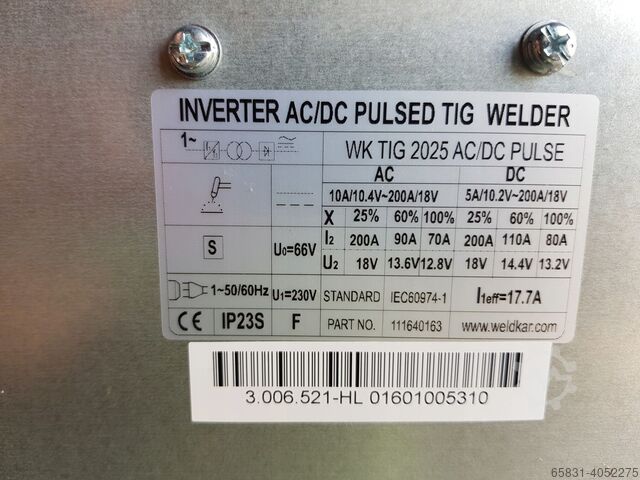 INVERTER AC/DC PULSED TIG WELDER
1~ WK TIG 2025 AC/DC PULSE
AC DC
10A/10.4V~200A/18V 5A/10.2V~200A/18V
X 25% 60% 100% 25% 60% 100%
S U0=66V I2 200A 90A 70A 200A 110A 80A
U2 18V 13.6V 12.8V 18V 14.4V 13.2V
1~50/60Hz U1=230V STANDARD IEC60974-1 I1eff=17.7A
CE IP23S F PART NO. 111640163 www.weldkar.com
3.006.521-HL 01601005310
65831-4052275